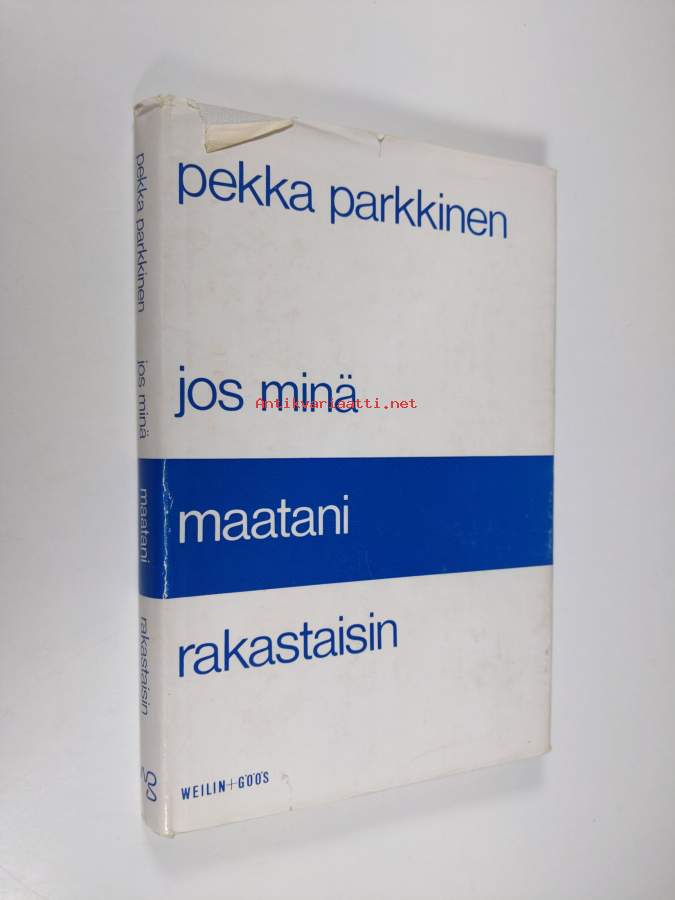 pekka parkkinen
jos minä
maatani
rakastaisin
WEILIN+GÖÖS
pekka parkkinen jos minä maatani rakastaisin
Antikvariaatti.net